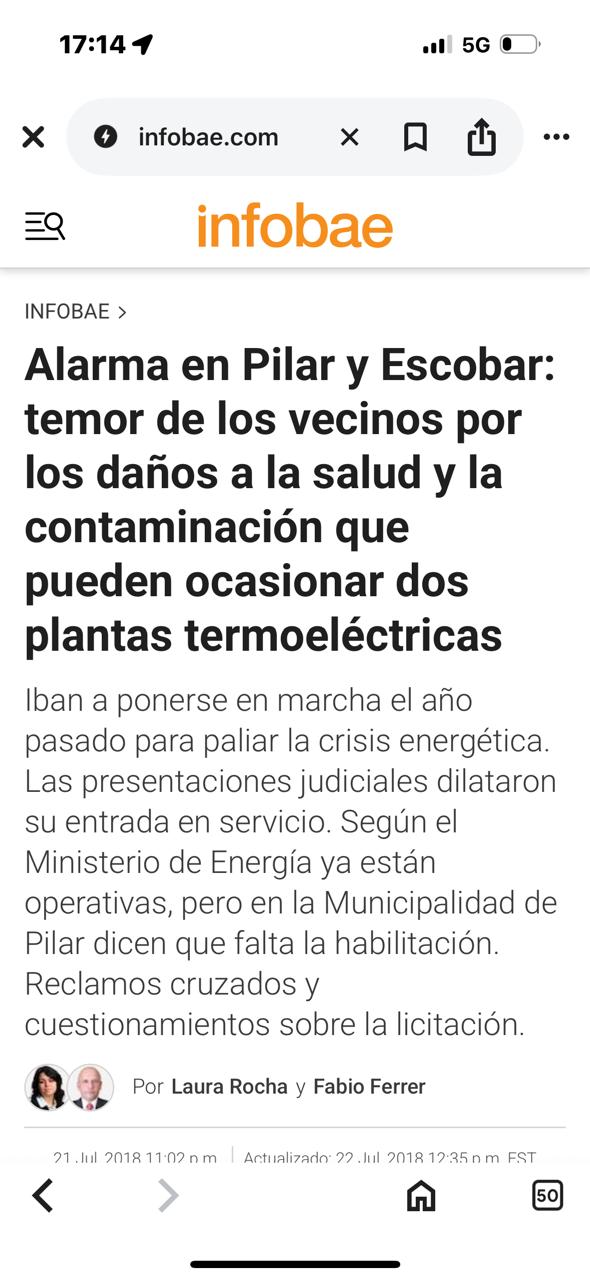 17:14
5G
infobae.com
infobae
INFOBAE >
Alarma en Pilar y Escobar:
temor de los vecinos por
los daños a la salud y la
contaminación que
pueden ocasionar dos
plantas termoeléctricas
Iban a ponerse en marcha el año
pasado para paliar la crisis energética.
Las presentaciones judiciales dilataron
su entrada en servicio. Según el
Ministerio de Energía ya están
operativas, pero en la Municipalidad de
Pilar dicen que falta la habilitación.
Reclamos cruzados y
cuestionamientos sobre la licitación.
Por Laura Rocha y Fabio Ferrer
21 Jul, 2018 11:02 p.m. | Actualizado: 22 Jul, 2018 12:35 p.m. EST
50